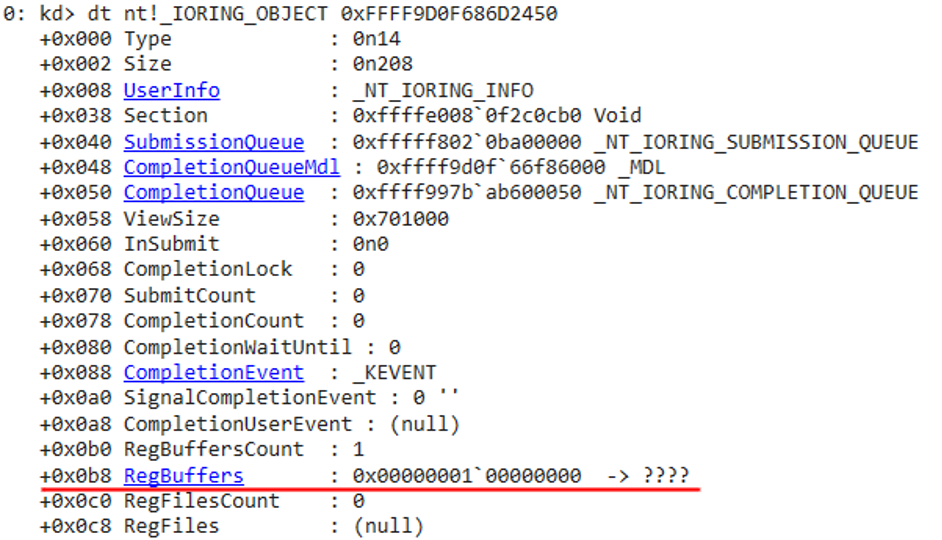 0: kd> dt nt!_IORING_OBJECT 0xFFFF9D0F686D2450
+0x000 Type : 0n14
+0x002 Size : 0n208
+0x008 UserInfo : _NT_IORING_INFO
+0x038 Section : 0xffffe008`0f2c0cb0 Void
+0x040 SubmissionQueue : 0xfffff802`0ba00000 _NT_IORING_SUBMISSION_QUEUE
+0x048 CompletionQueueMdl : 0xffff9d0f`66f86000 _MDL
+0x050 CompletionQueue : 0xffff997b`ab600050 _NT_IORING_COMPLETION_QUEUE
+0x058 ViewSize : 0x701000
+0x060 InSubmit : 0n0
+0x068 CompletionLock : 0
+0x070 SubmitCount : 0
+0x078 CompletionCount : 0
+0x080 CompletionWaitUntil : 0
+0x088 CompletionEvent : _KEVENT
+0x0a0 SignalCompletionEvent : 0 ''
+0x0a8 CompletionUserEvent : (null)
+0x0b0 RegBuffersCount : 1
+0x0b8 RegBuffers : 0x00000001`00000000 -> ????
+0x0c0 RegFilesCount : 0
+0x0c8 RegFiles : (null)